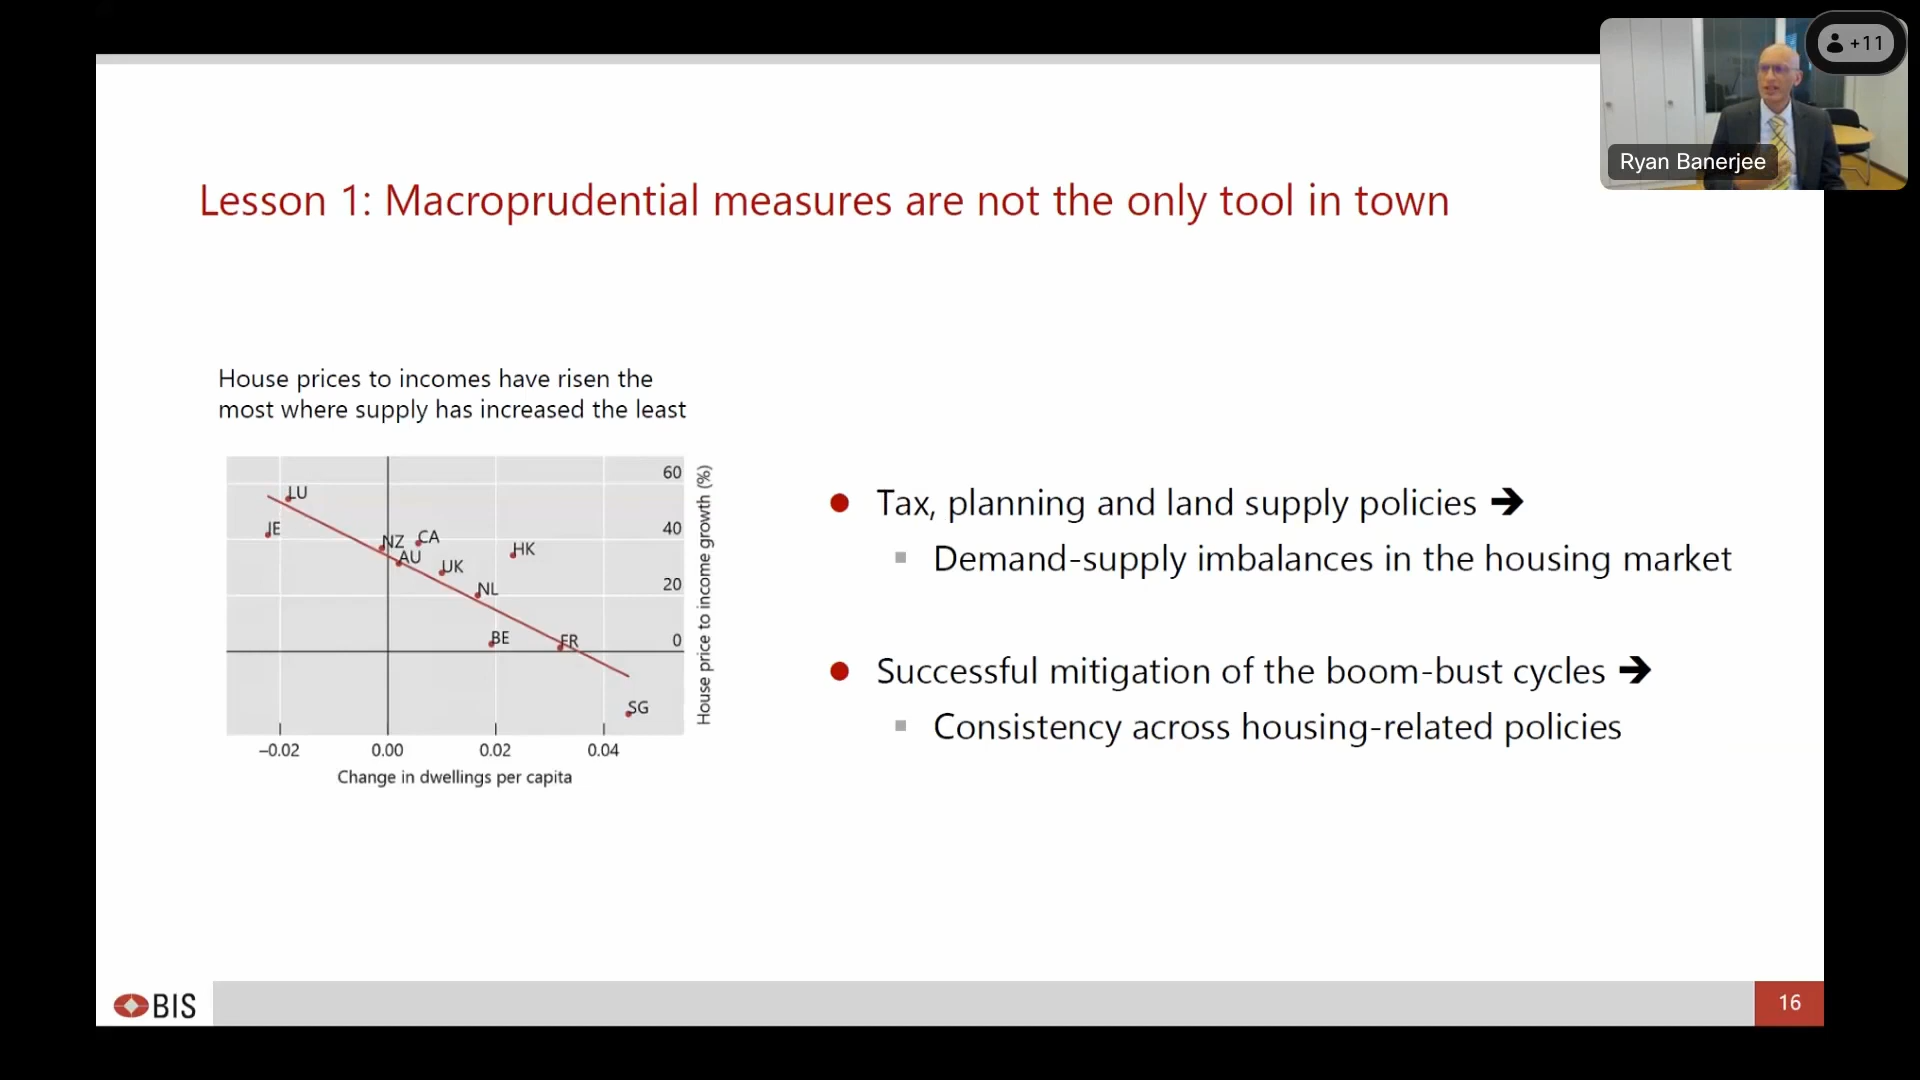 +11
Ryan Banerjee
Lesson 1: Macroprudential measures are not the only tool in town
House prices to incomes have risen the
most where supply has increased the least
60
40
20
0
House price to income growth (%)
LU
IE
NZ
CA
AU
UK
HK
NL
BE
FR
SG
–0.02
0.00
0.02
0.04
Change in dwellings per capita
Tax, planning and land supply policies ➔
Demand-supply imbalances in the housing market
Successful mitigation of the boom-bust cycles ➔
Consistency across housing-related policies
BIS
16